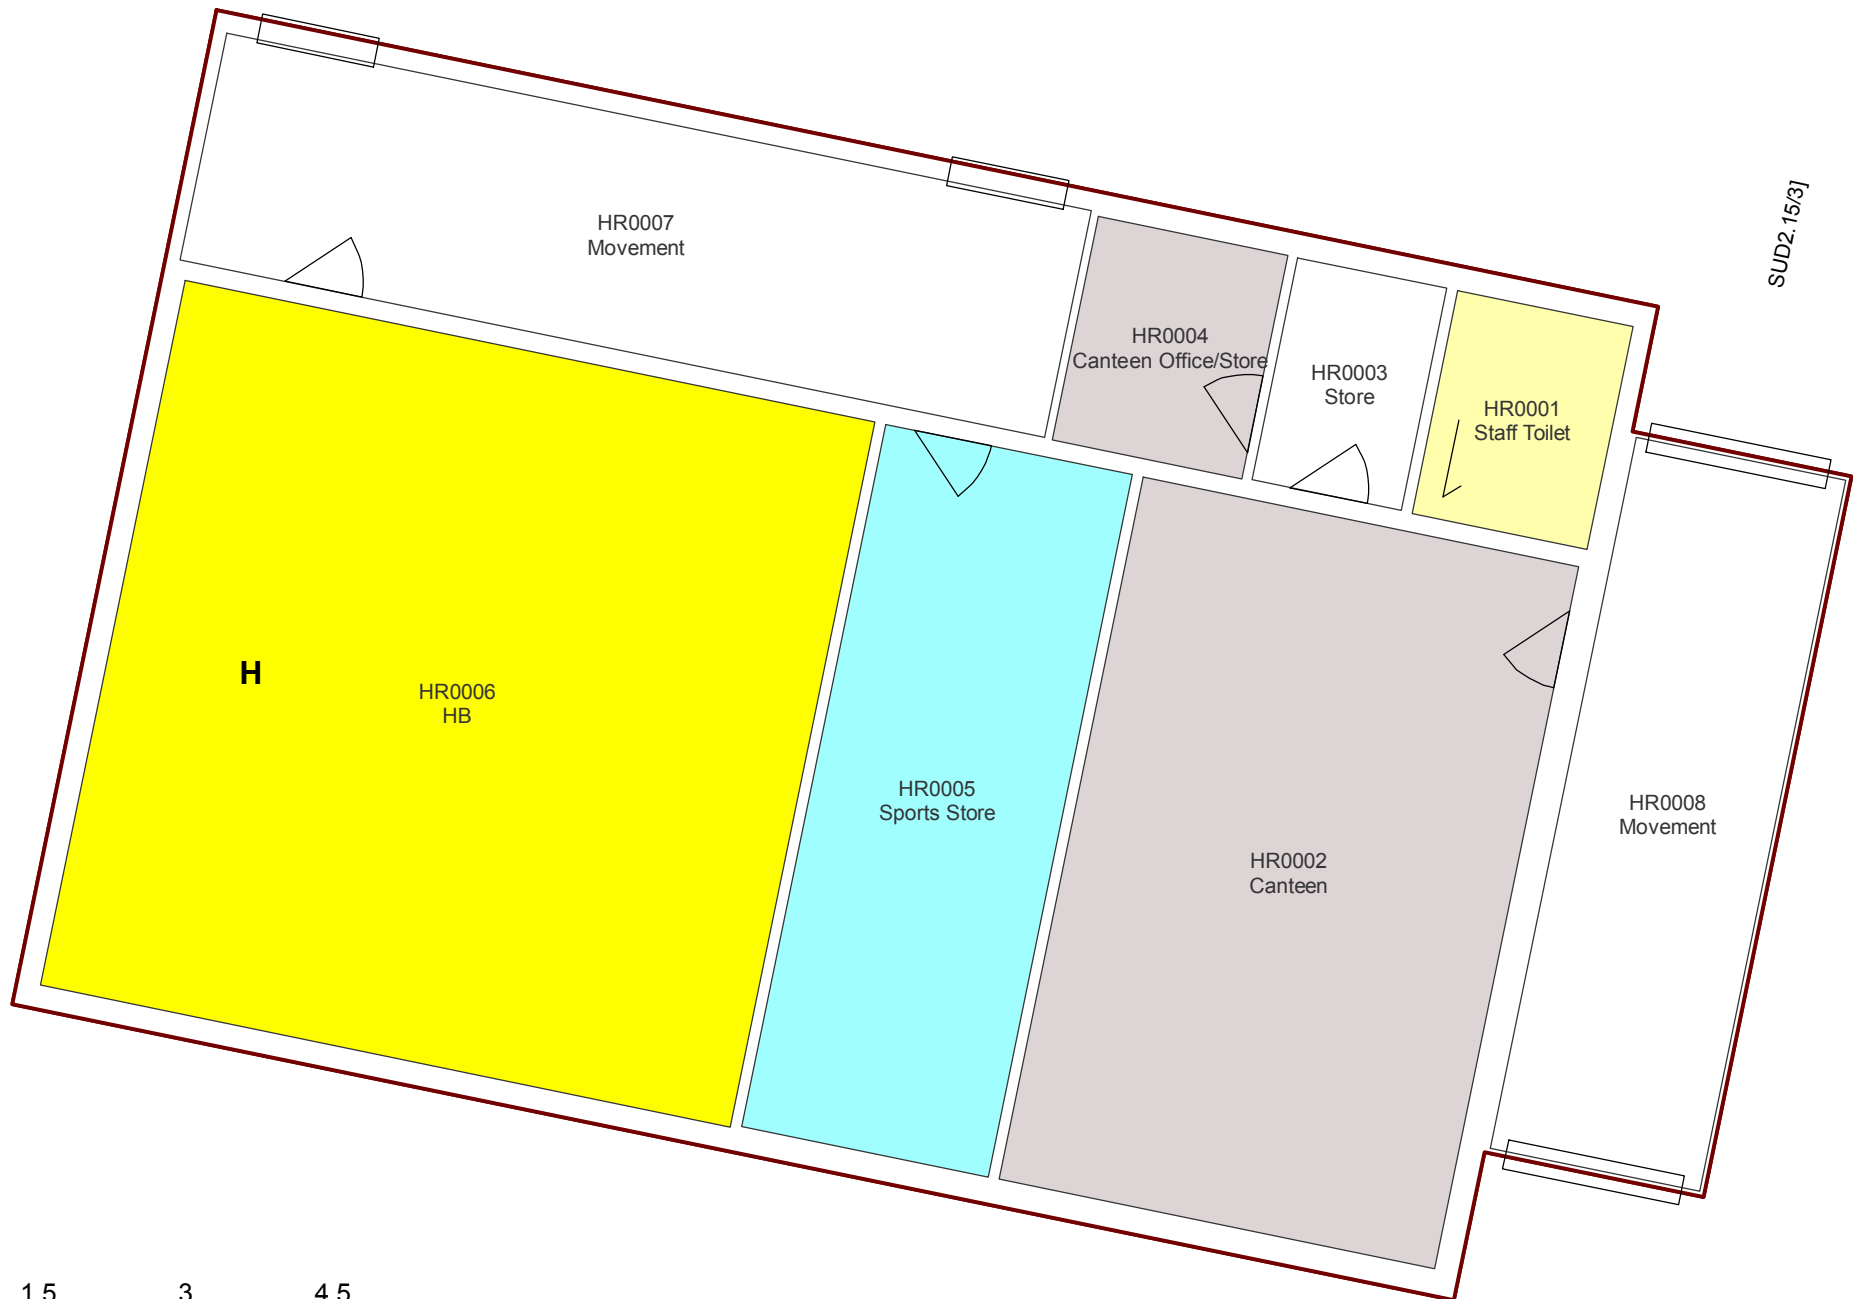 SUD2.15/3]
HR0007
Movement
HR0004
Canteen Office/Store
HR0003
Store
HR0001
Staff Toilet
H
HR0006
HB
HR0005
Sports Store
HR0002
Canteen
HR0008
Movement
1.5 3 4.5